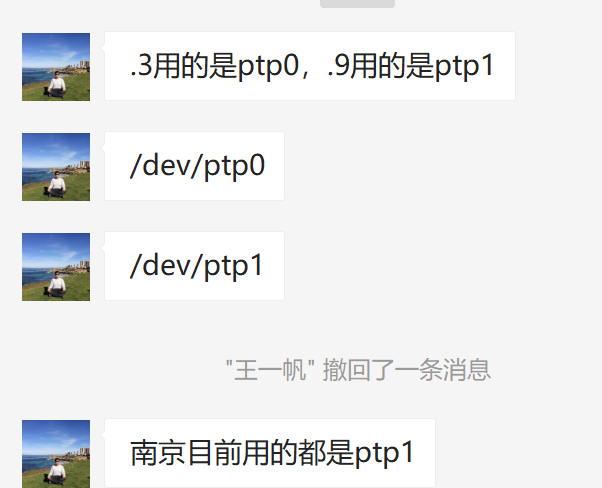 .3用的是ptp0，.9用的是ptp1
/dev/ptp0
/dev/ptp1
"王一帆" 撤回了一条消息
南京目前用的都是ptp1